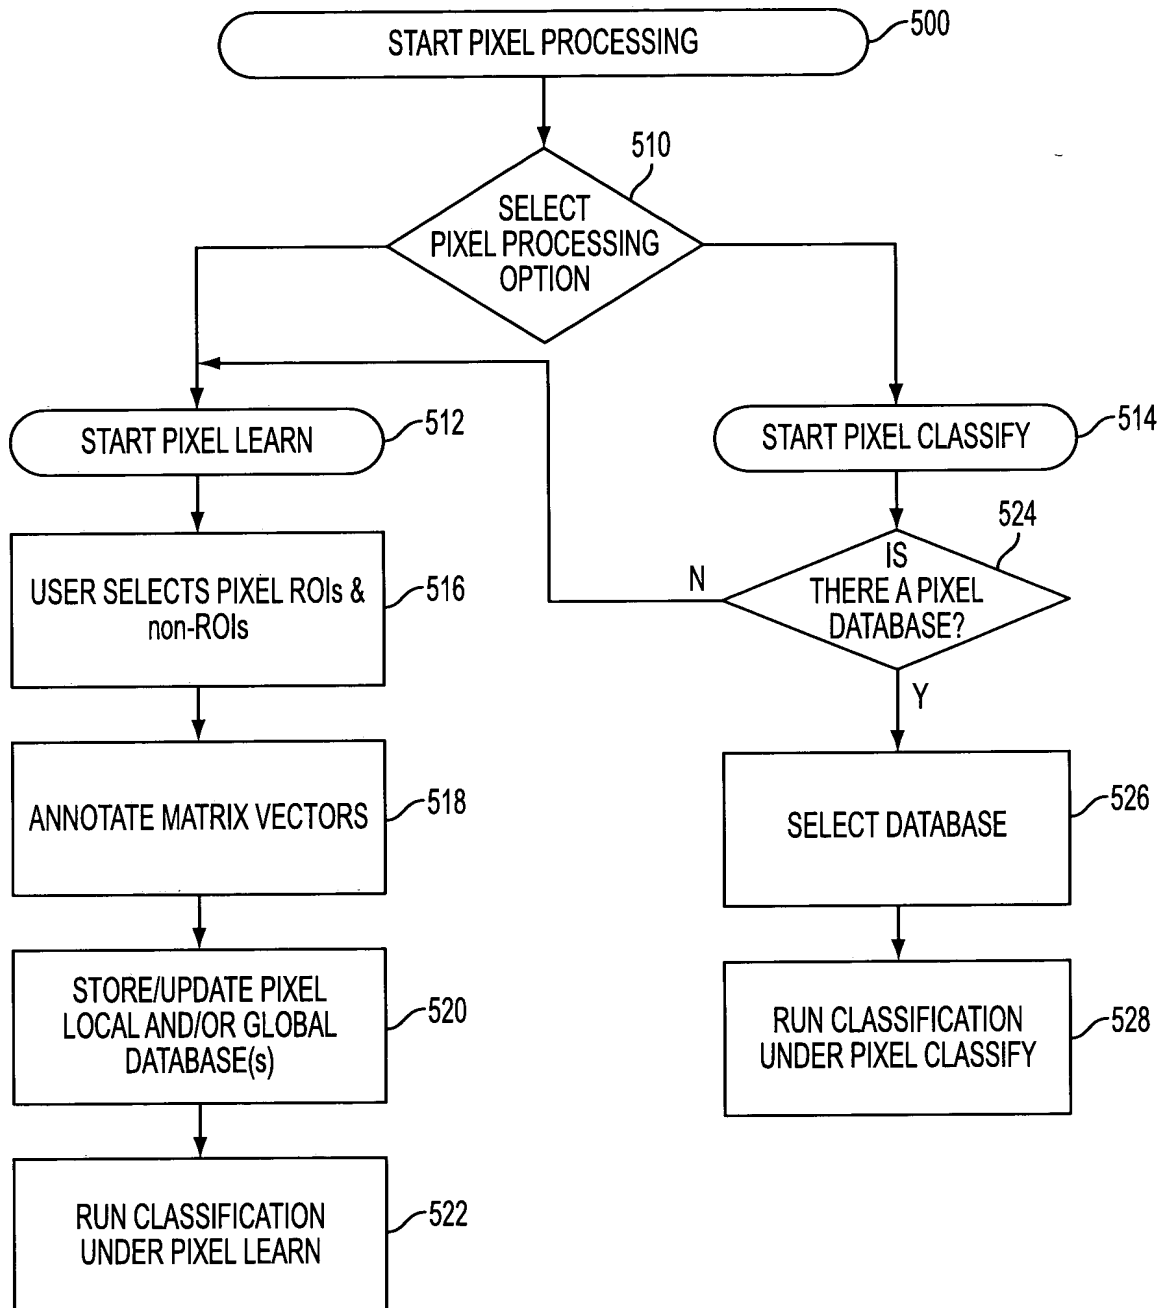 START PIXEL PROCESSING
500
510
SELECT
PIXEL PROCESSING
OPTION
START PIXEL LEARN
512
START PIXEL CLASSIFY
514
524
IS
THERE A PIXEL
DATABASE?
N
Y
USER SELECTS PIXEL ROIs &
non-ROIs
516
ANNOTATE MATRIX VECTORS
518
SELECT DATABASE
526
STORE/UPDATE PIXEL
LOCAL AND/OR GLOBAL
DATABASE(s)
520
RUN CLASSIFICATION
UNDER PIXEL CLASSIFY
528
RUN CLASSIFICATION
UNDER PIXEL LEARN
522